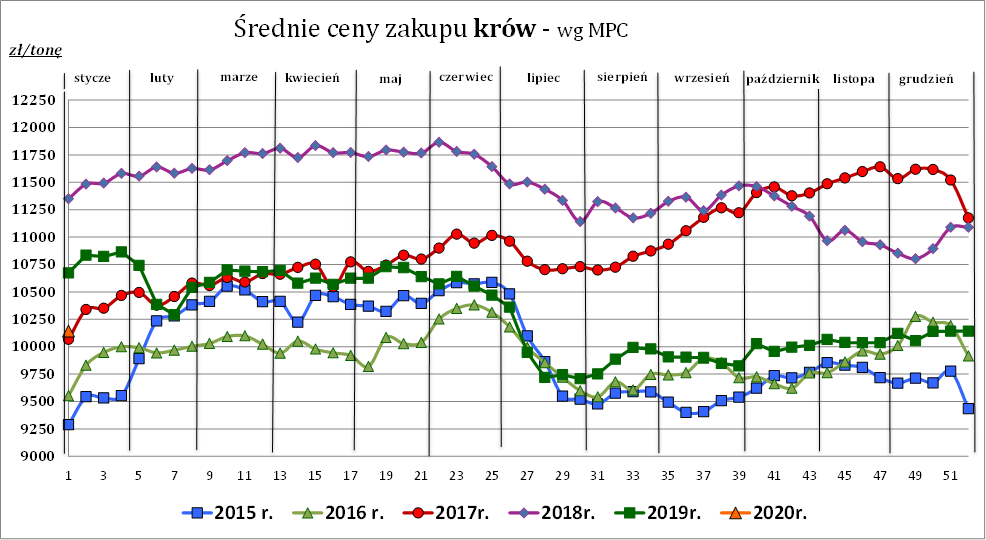 Średnie ceny zakupu krów - wg MPC
zł/tonę
stycze luty marze kwiecień maj czerwiec lipiec sierpień wrzesień październik listopa grudzień
12250
12000
11750
11500
11250
11000
10750
10500
10250
10000
9750
9500
9250
9000
1 3 5 7 9 11 13 15 17 19 21 23 25 27 29 31 33 35 37 39 41 43 45 47 49 51
2015 r. 2016 r. 2017r. 2018r. 2019r. 2020r.